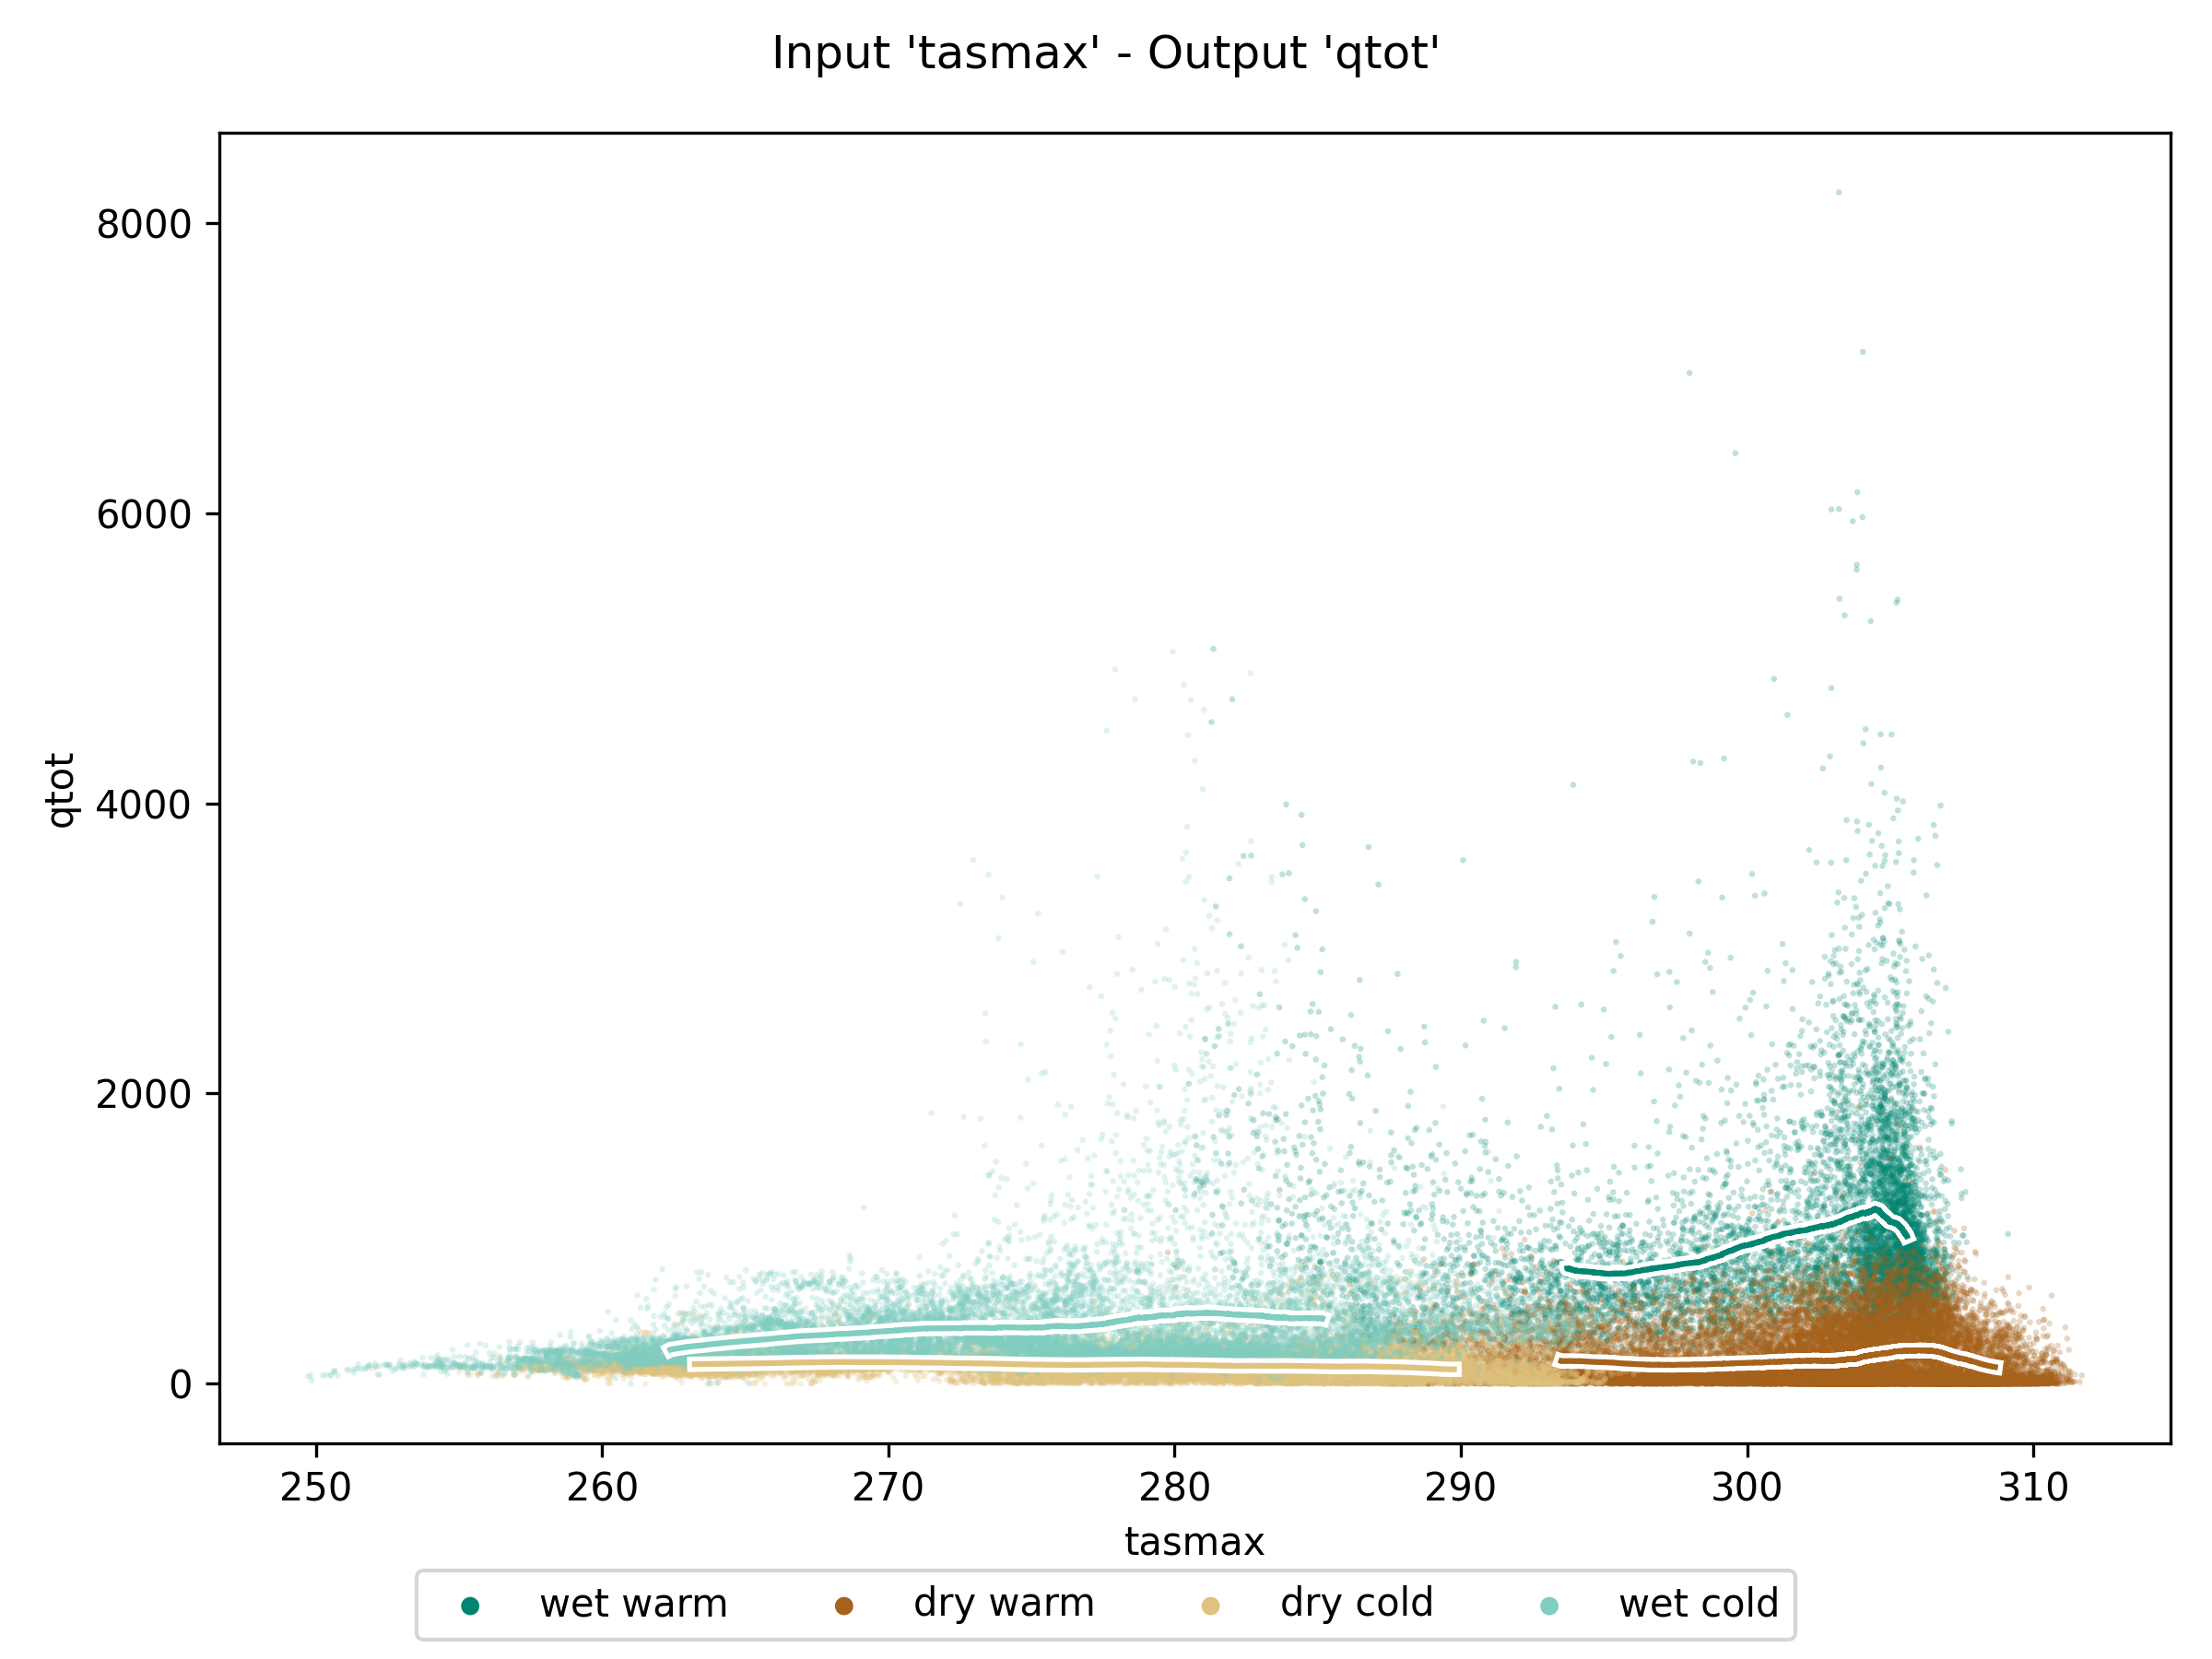 Input 'tasmax' - Output 'qtot'
8000
6000
4000
2000
0
qtot
250 260 270 280 290 300 310
tasmax
wet warm dry warm dry cold wet cold